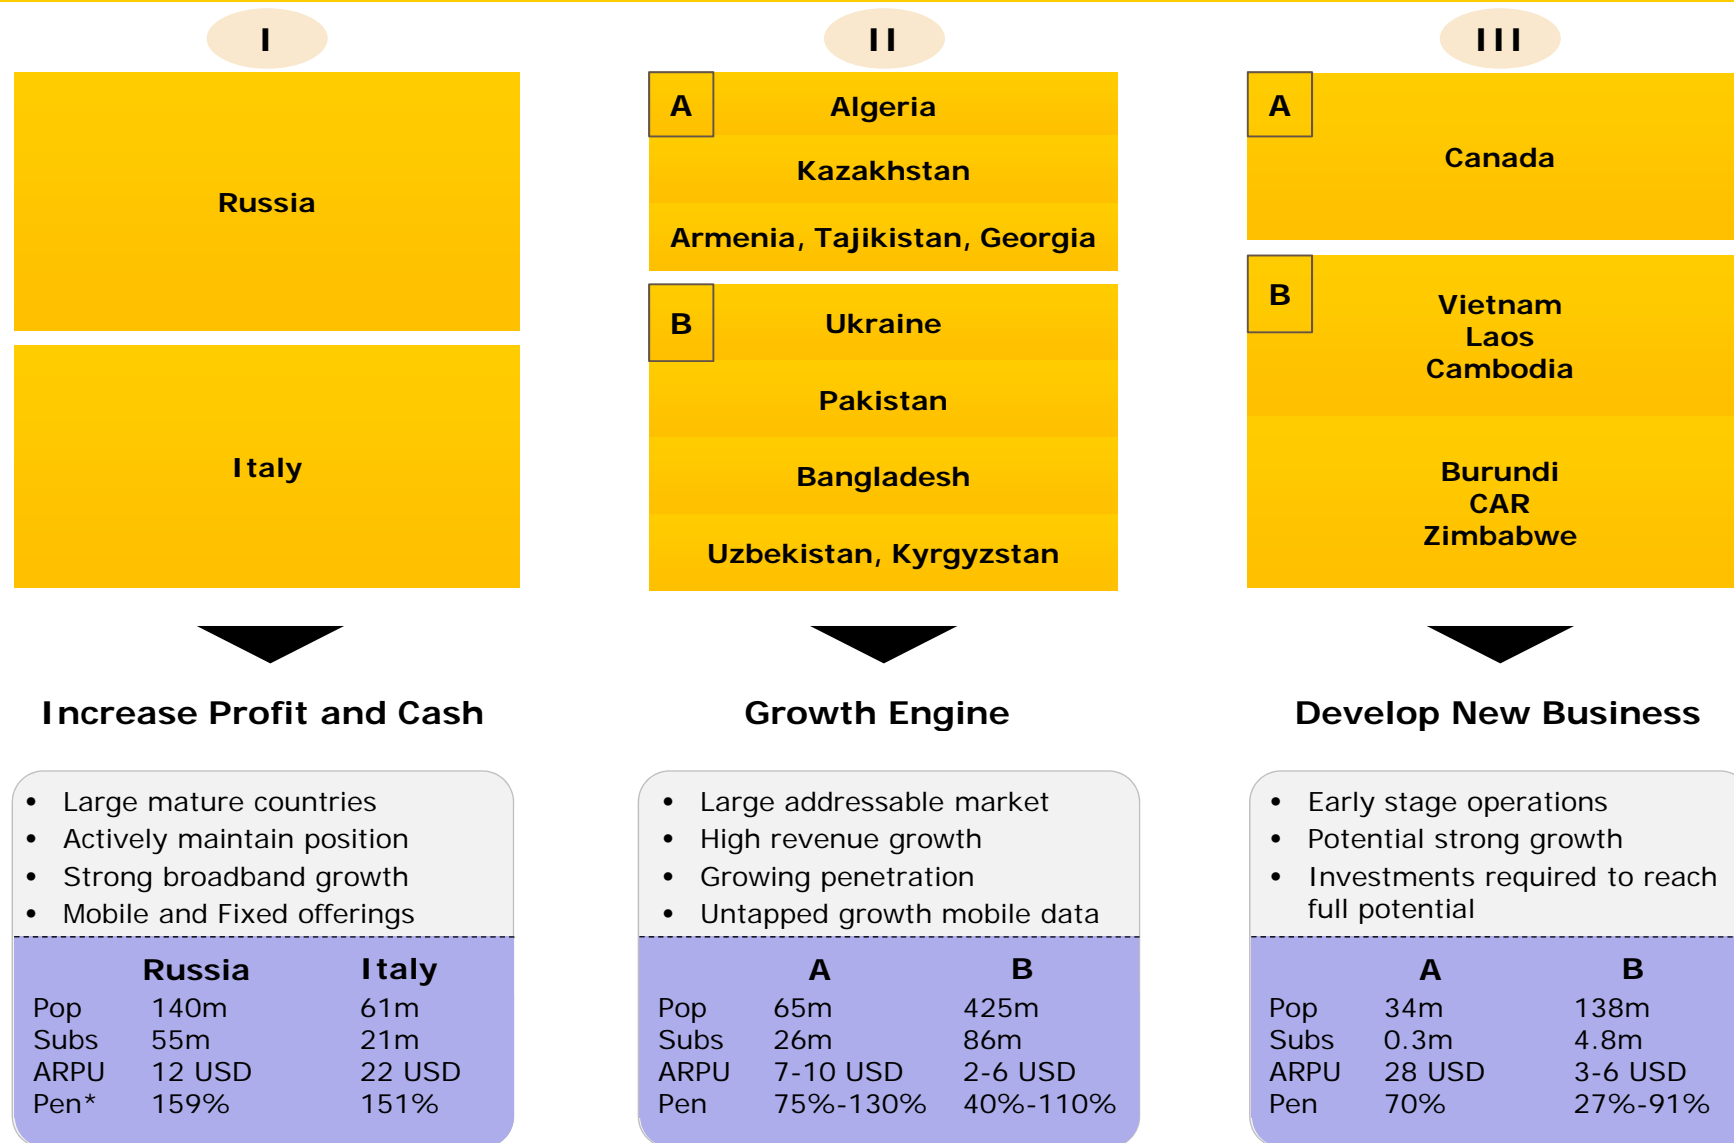 I
Russia
Italy
Increase Profit and Cash
• Large mature countries
• Actively maintain position
• Strong broadband growth
• Mobile and Fixed offerings
Russia Italy
Pop 140m 61m
Subs 55m 21m
ARPU 12 USD 22 USD
Pen* 159% 151%
II
A Algeria
Kazakhstan
Armenia, Tajikistan, Georgia
B Ukraine
Pakistan
Bangladesh
Uzbekistan, Kyrgyzstan
Growth Engine
• Large addressable market
• High revenue growth
• Growing penetration
• Untapped growth mobile data
A B
Pop 65m 425m
Subs 26m 86m
ARPU 7-10 USD 2-6 USD
Pen 75%-130% 40%-110%
III
A
Canada
B
Vietnam
Laos
Cambodia
Burundi
CAR
Zimbabwe
Develop New Business
• Early stage operations
• Potential strong growth
• Investments required to reach
full potential
A B
Pop 34m 138m
Subs 0.3m 4.8m
ARPU 28 USD 3-6 USD
Pen 70% 27%-91%